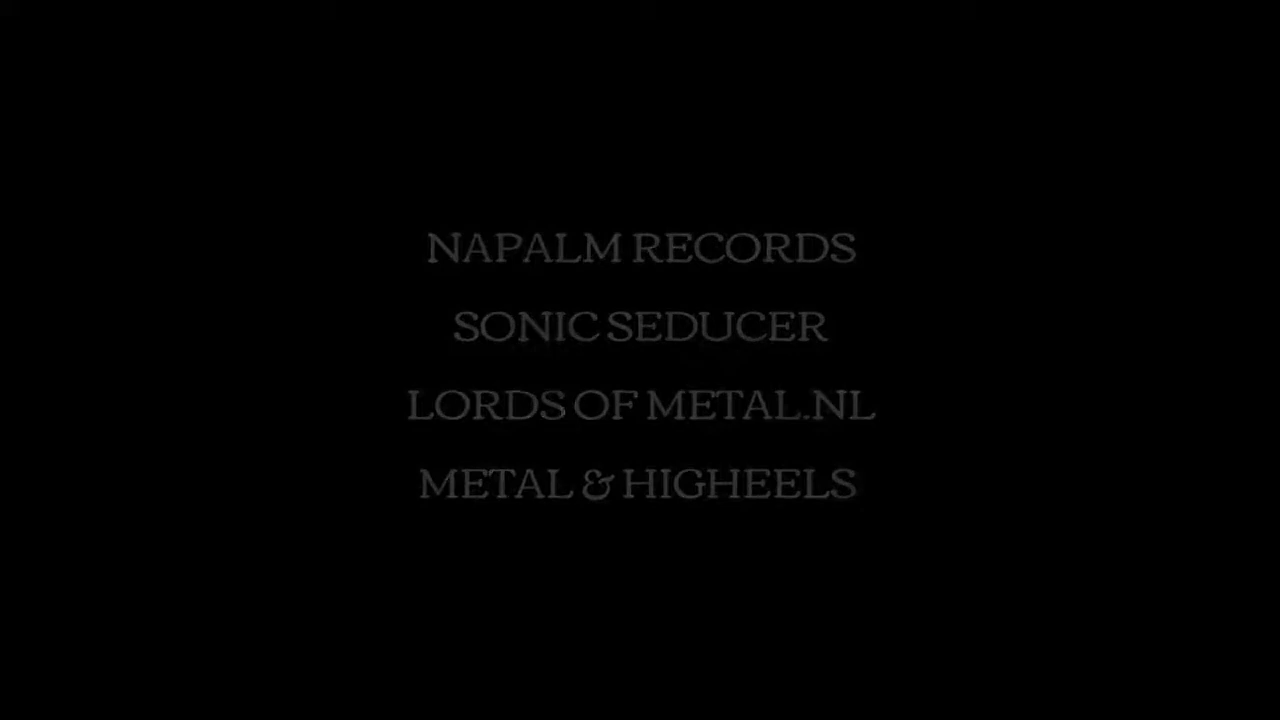 NAPALM RECORDS
SONIC SEDUCER
LORDS OF METAL.NL
METAL & HIGHEELS